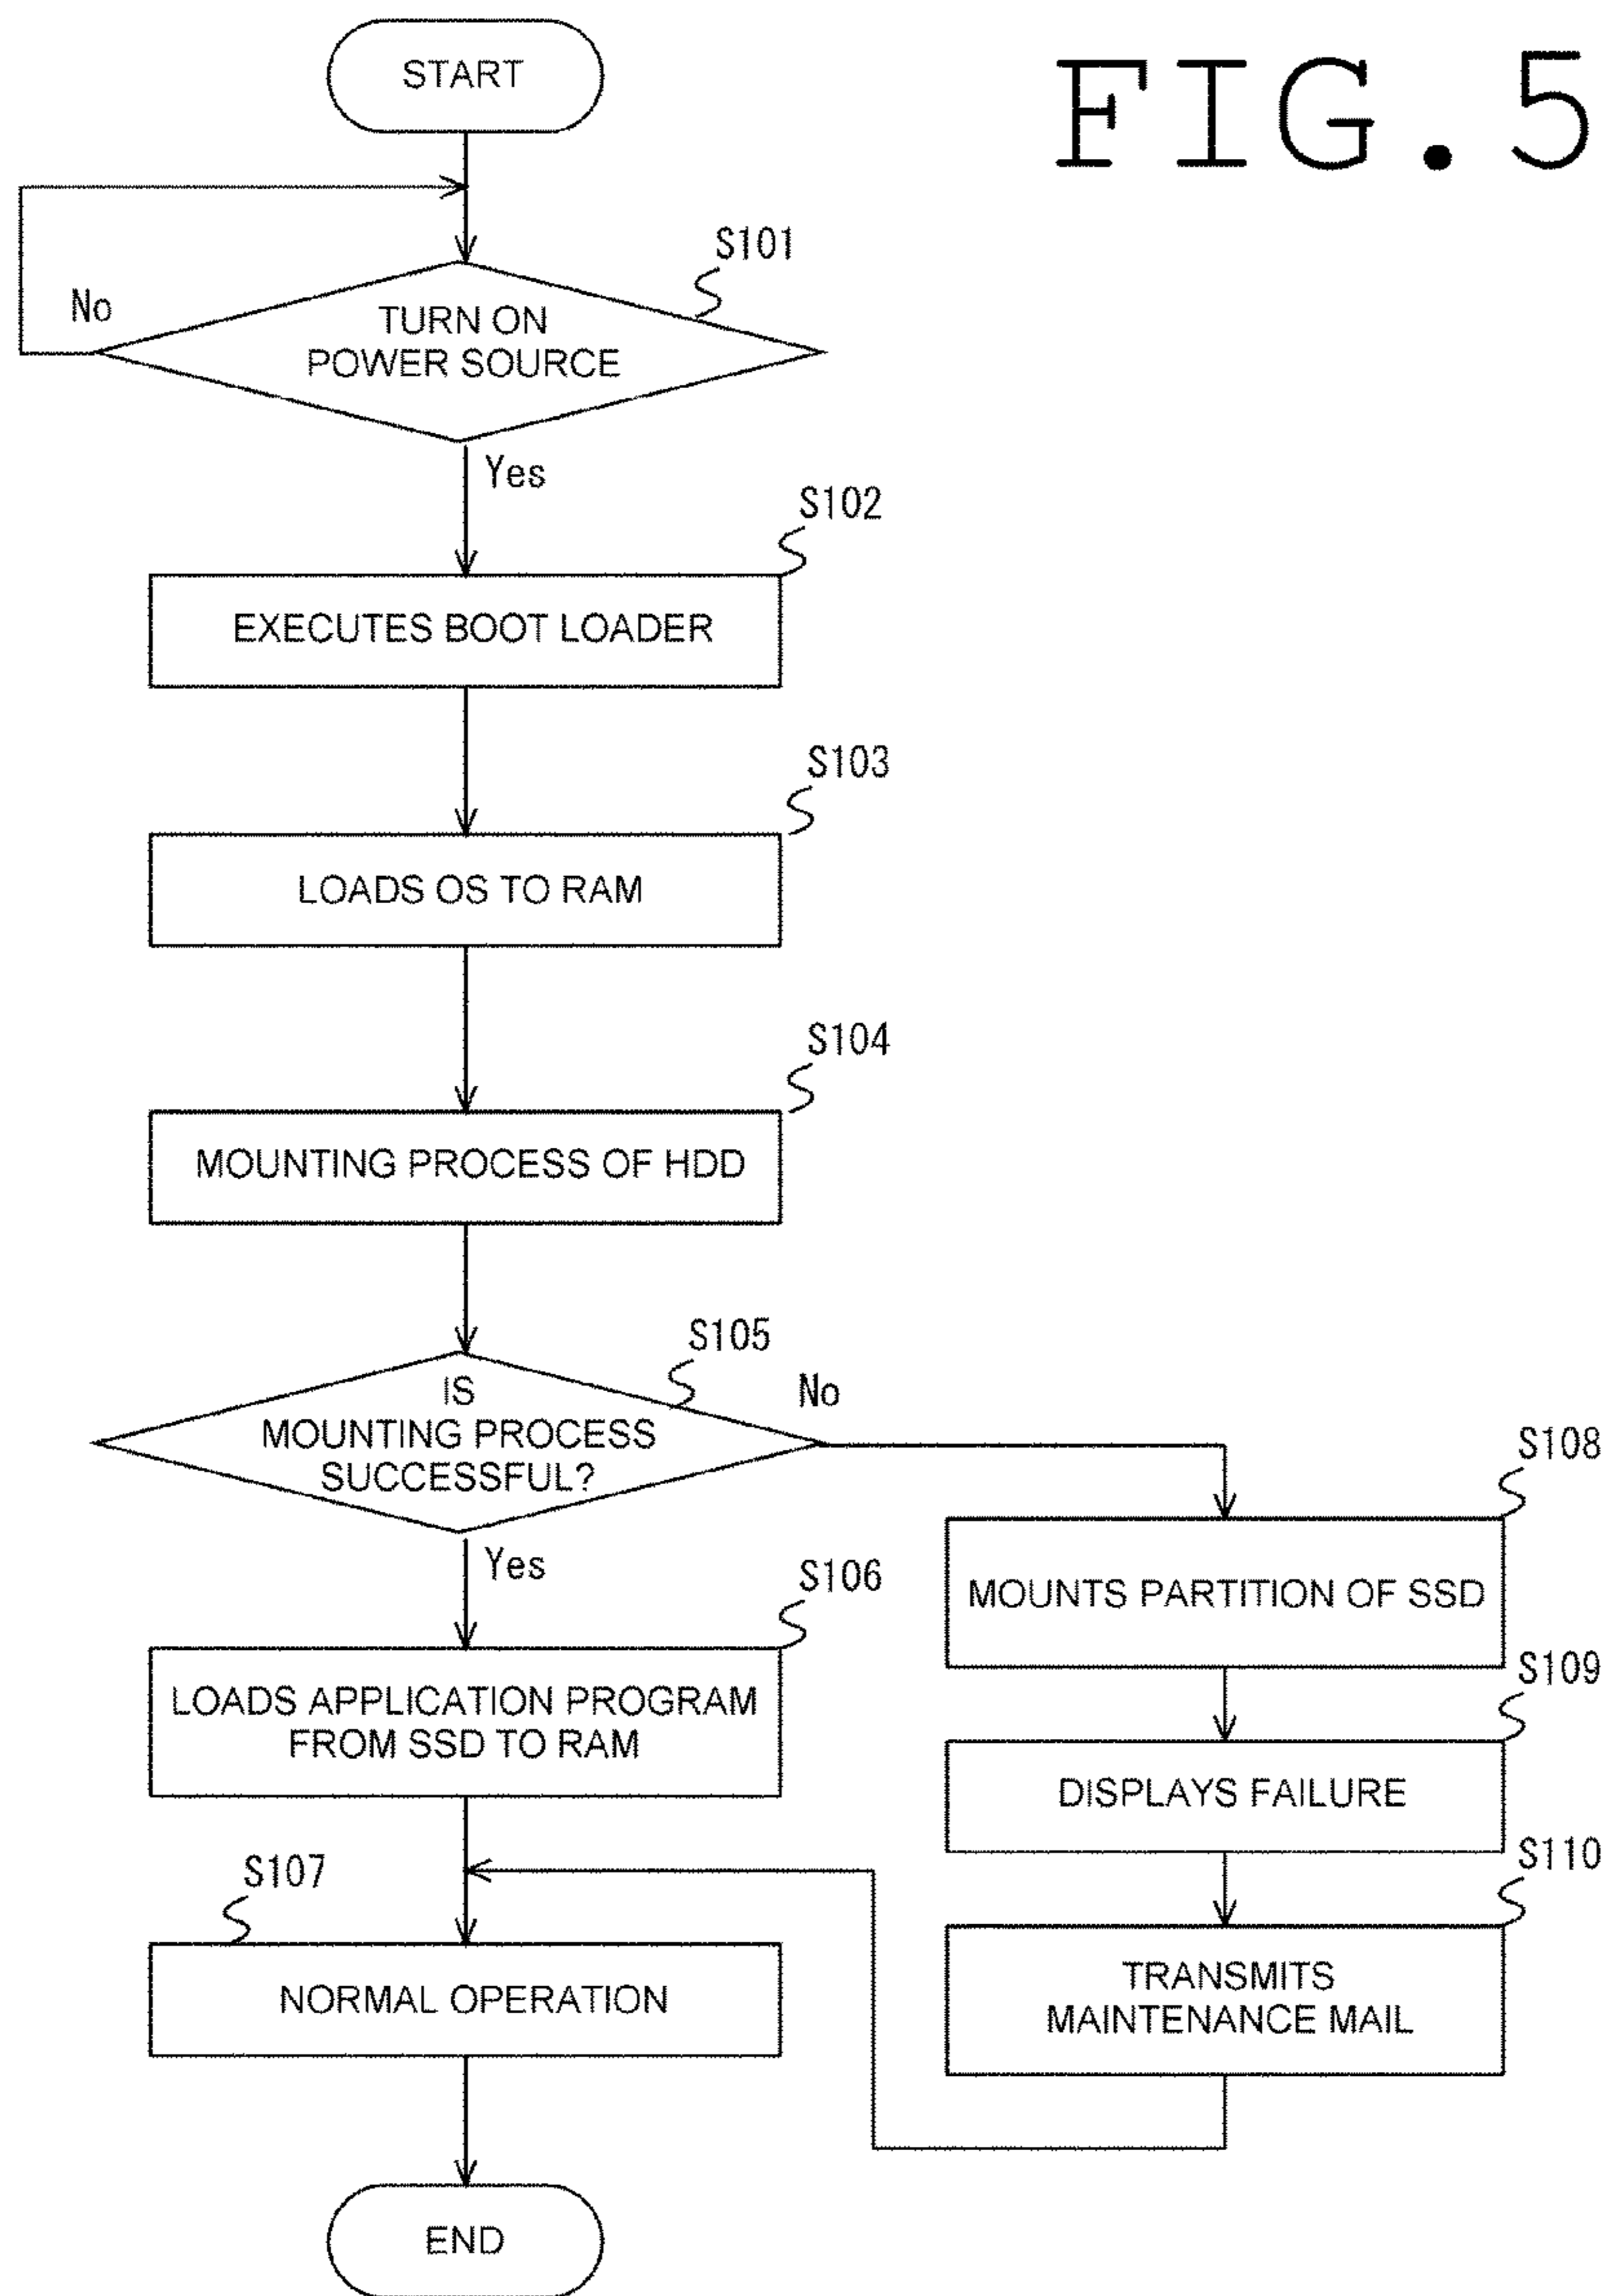 FIG.5
START
S101
No
TURN ON
POWER SOURCE
Yes
S102
EXECUTES BOOT LOADER
S103
LOADS OS TO RAM
S104
MOUNTING PROCESS OF HDD
S105
IS
MOUNTING PROCESS
SUCCESSFUL?
No
Yes
S106
LOADS APPLICATION PROGRAM
FROM SSD TO RAM
S107
NORMAL OPERATION
S108
MOUNTS PARTITION OF SSD
S109
DISPLAYS FAILURE
S110
TRANSMITS
MAINTENANCE MAIL
END